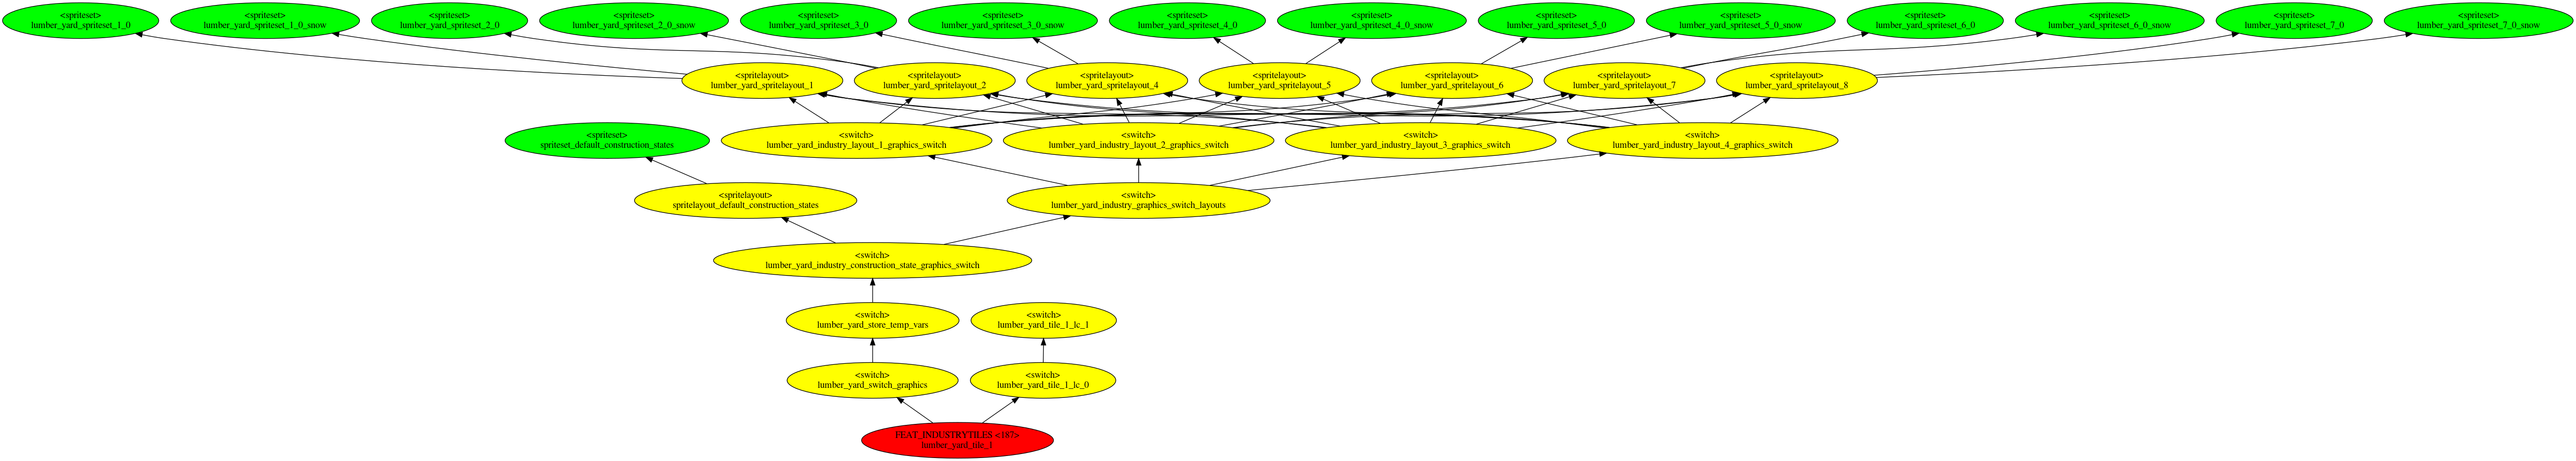 <spriteset>
lumber_yard_spriteset_1_0
<spriteset>
lumber_yard_spriteset_1_0_snow
<spriteset>
lumber_yard_spriteset_2_0
<spriteset>
lumber_yard_spriteset_2_0_snow
<spriteset>
lumber_yard_spriteset_3_0
<spriteset>
lumber_yard_spriteset_3_0_snow
<spriteset>
lumber_yard_spriteset_4_0
<spriteset>
lumber_yard_spriteset_4_0_snow
<spriteset>
lumber_yard_spriteset_5_0
<spriteset>
lumber_yard_spriteset_5_0_snow
<spriteset>
lumber_yard_spriteset_6_0
<spriteset>
lumber_yard_spriteset_6_0_snow
<spriteset>
lumber_yard_spriteset_7_0
<spriteset>
lumber_yard_spriteset_7_0_snow
<spritelayout>
lumber_yard_spritelayout_1
<spritelayout>
lumber_yard_spritelayout_2
<spritelayout>
lumber_yard_spritelayout_4
<spritelayout>
lumber_yard_spritelayout_5
<spritelayout>
lumber_yard_spritelayout_6
<spritelayout>
lumber_yard_spritelayout_7
<spritelayout>
lumber_yard_spritelayout_8
<spriteset>
spriteset_default_construction_states
<switch>
lumber_yard_industry_layout_1_graphics_switch
<switch>
lumber_yard_industry_layout_2_graphics_switch
<switch>
lumber_yard_industry_layout_3_graphics_switch
<switch>
lumber_yard_industry_layout_4_graphics_switch
<spritelayout>
spritelayout_default_construction_states
<switch>
lumber_yard_industry_graphics_switch_layouts
<switch>
lumber_yard_industry_construction_state_graphics_switch
<switch>
lumber_yard_store_temp_vars
<switch>
lumber_yard_tile_1_lc_1
<switch>
lumber_yard_switch_graphics
<switch>
lumber_yard_tile_1_lc_0
FEAT_INDUSTRYTILES <187>
lumber_yard_tile_1